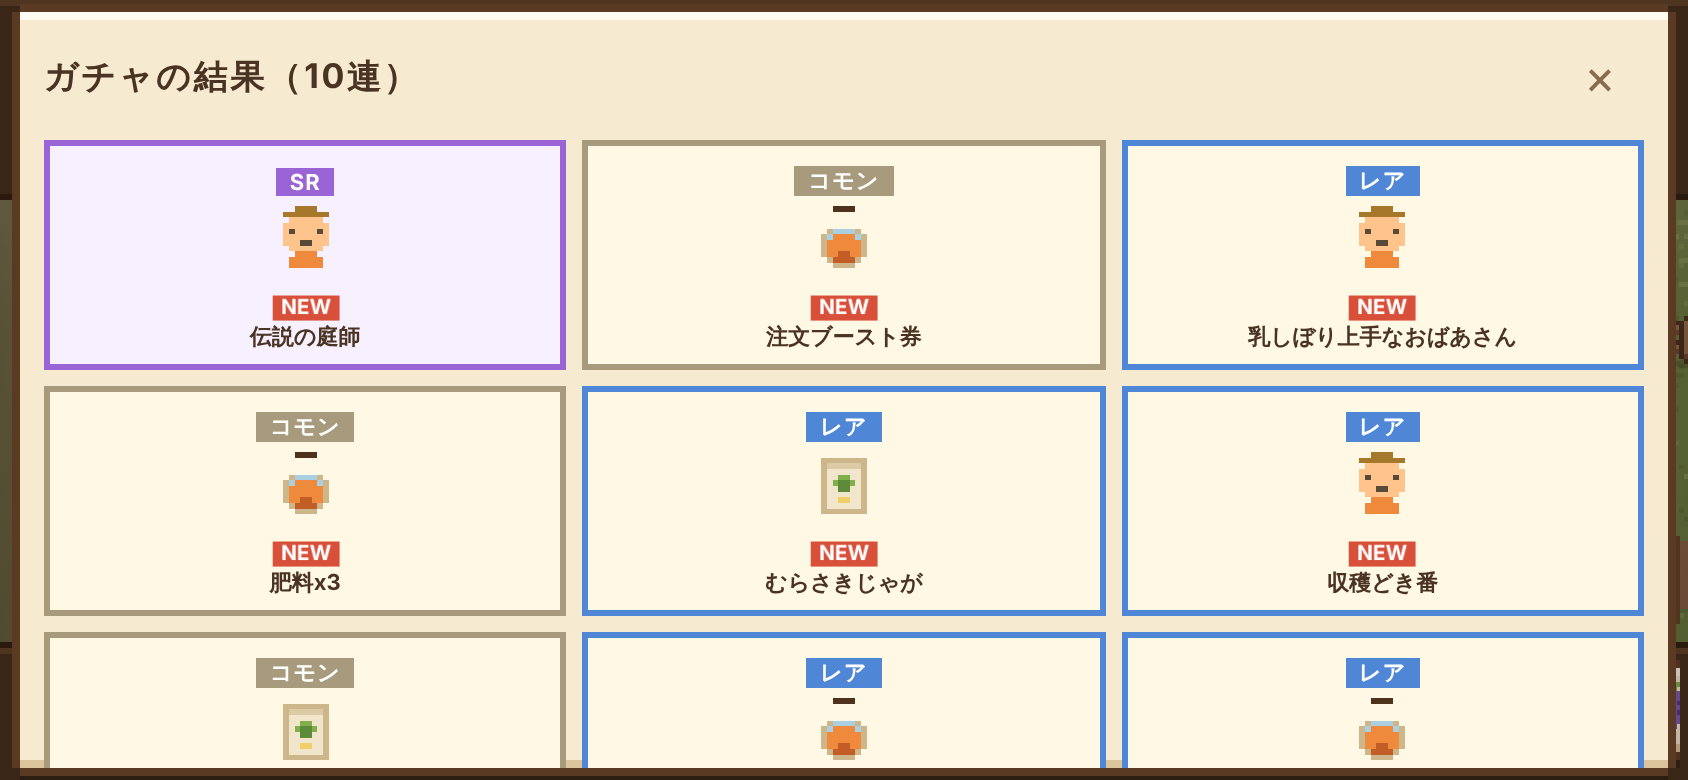 ガチャの結果（10連）
×
SR
NEW
伝説の庭師
コモン
NEW
注文ブースト券
レア
NEW
乳しぼり上手なおばあさん
コモン
NEW
肥料x3
レア
NEW
むらさきじゃが
レア
NEW
収穫どき番
コモン
レア
レア